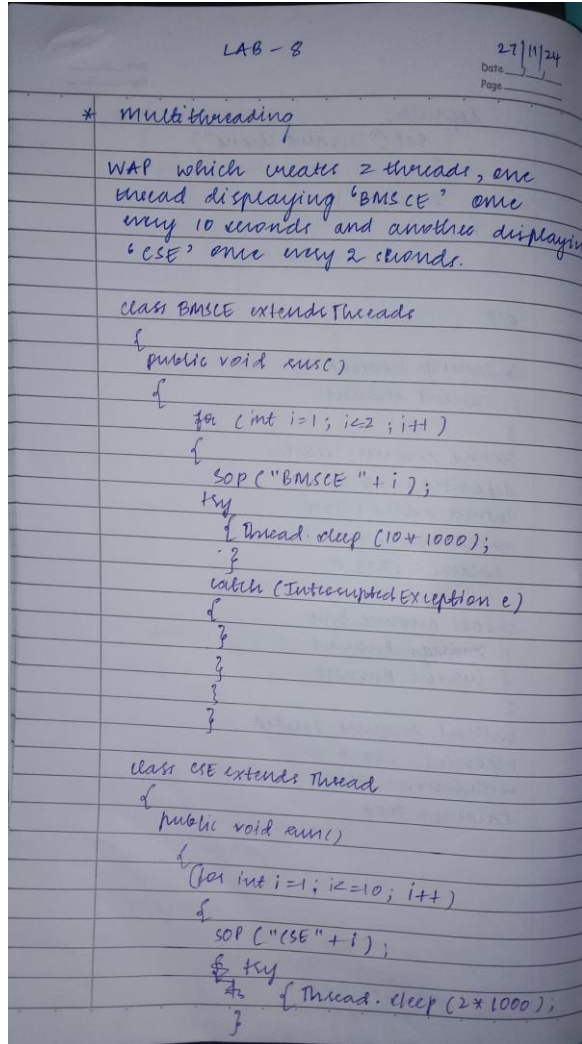 LAB - 8
27/11/24
Date
Page
* Multithreading
WAP which creates 2 threads, one
thread displaying 'BMSCE' once
every 10 seconds and another displayin
'CSE' once every 2 seconds.
class BMSCE extends Threads
{
public void run()
{
for (int i=1; i<=2; i++)
{
SOP ("BMSCE "+i);
try
{ Thread.sleep (10*1000);
}
catch (InterruptedException e)
{
}
}
}
}
class CSE extends Thread
{
public void run()
{
(for int i=1; i<=10; i++)
{
SOP ("CSE"+i);
try
{ Thread.sleep (2*1000);
}